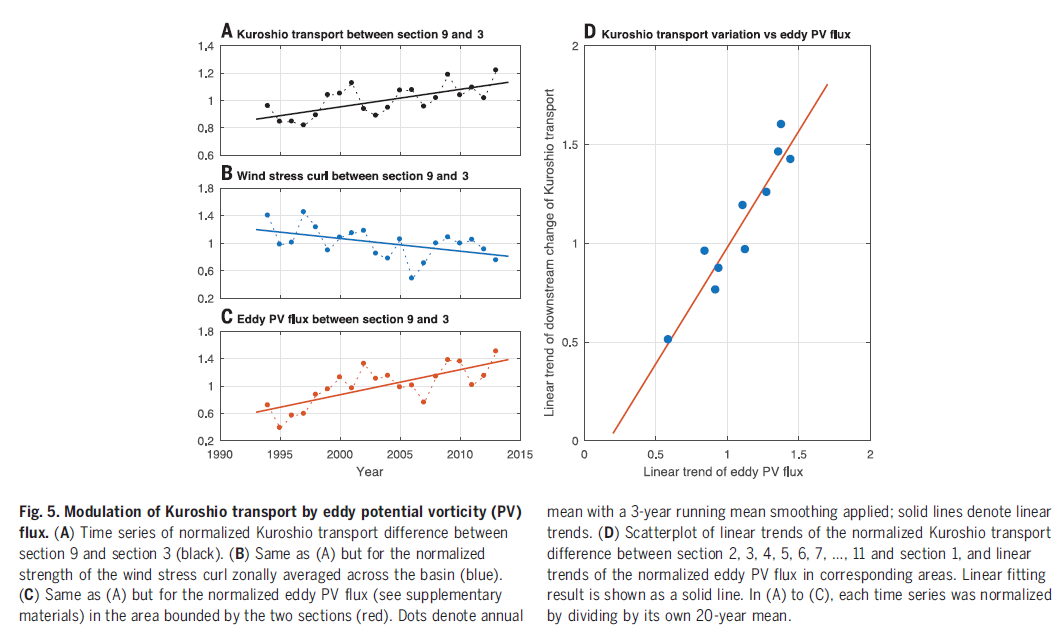 A Kuroshio transport between section 9 and 3
1.4
1.2
1
0.8
0.6
B Wind stress curl between section 9 and 3
1.8
1.4
1
0.6
0.2
C Eddy PV flux between section 9 and 3
1.8
1.4
1
0.6
0.2
1990 1995 2000 2005 2010 2015
Year
D Kuroshio transport variation vs eddy PV flux
Linear trend of downstream change of Kuroshio transport
2
1.5
1
0.5
0
0 0.5 1 1.5 2
Linear trend of eddy PV flux
Fig. 5. Modulation of Kuroshio transport by eddy potential vorticity (PV)
flux. (A) Time series of normalized Kuroshio transport difference between
section 9 and section 3 (black). (B) Same as (A) but for the normalized
strength of the wind stress curl zonally averaged across the basin (blue).
(C) Same as (A) but for the normalized eddy PV flux (see supplementary
materials) in the area bounded by the two sections (red). Dots denote annual
mean with a 3-year running mean smoothing applied; solid lines denote linear
trends. (D) Scatterplot of linear trends of the normalized Kuroshio transport
difference between section 2, 3, 4, 5, 6, 7, ..., 11 and section 1, and linear
trends of the normalized eddy PV flux in corresponding areas. Linear fitting
result is shown as a solid line. In (A) to (C), each time series was normalized
by dividing by its own 20-year mean.